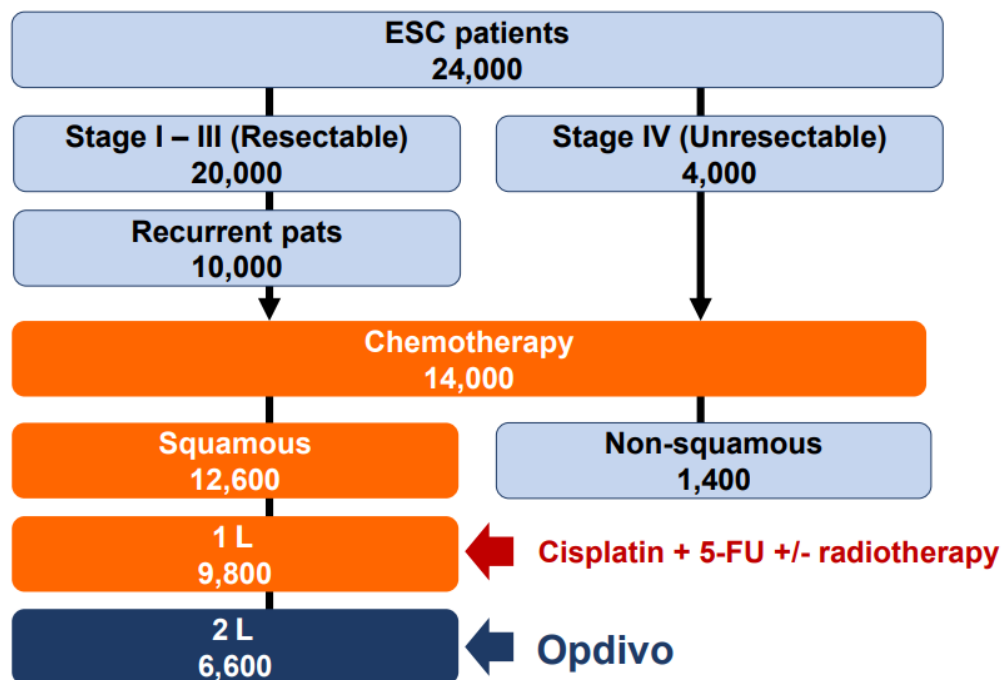 ESC patients
24,000
Stage I – III (Resectable)
20,000
Stage IV (Unresectable)
4,000
Recurrent pats
10,000
Chemotherapy
14,000
Squamous
12,600
Non-squamous
1,400
1 L
9,800
Cisplatin + 5-FU +/- radiotherapy
2 L
6,600
Opdivo